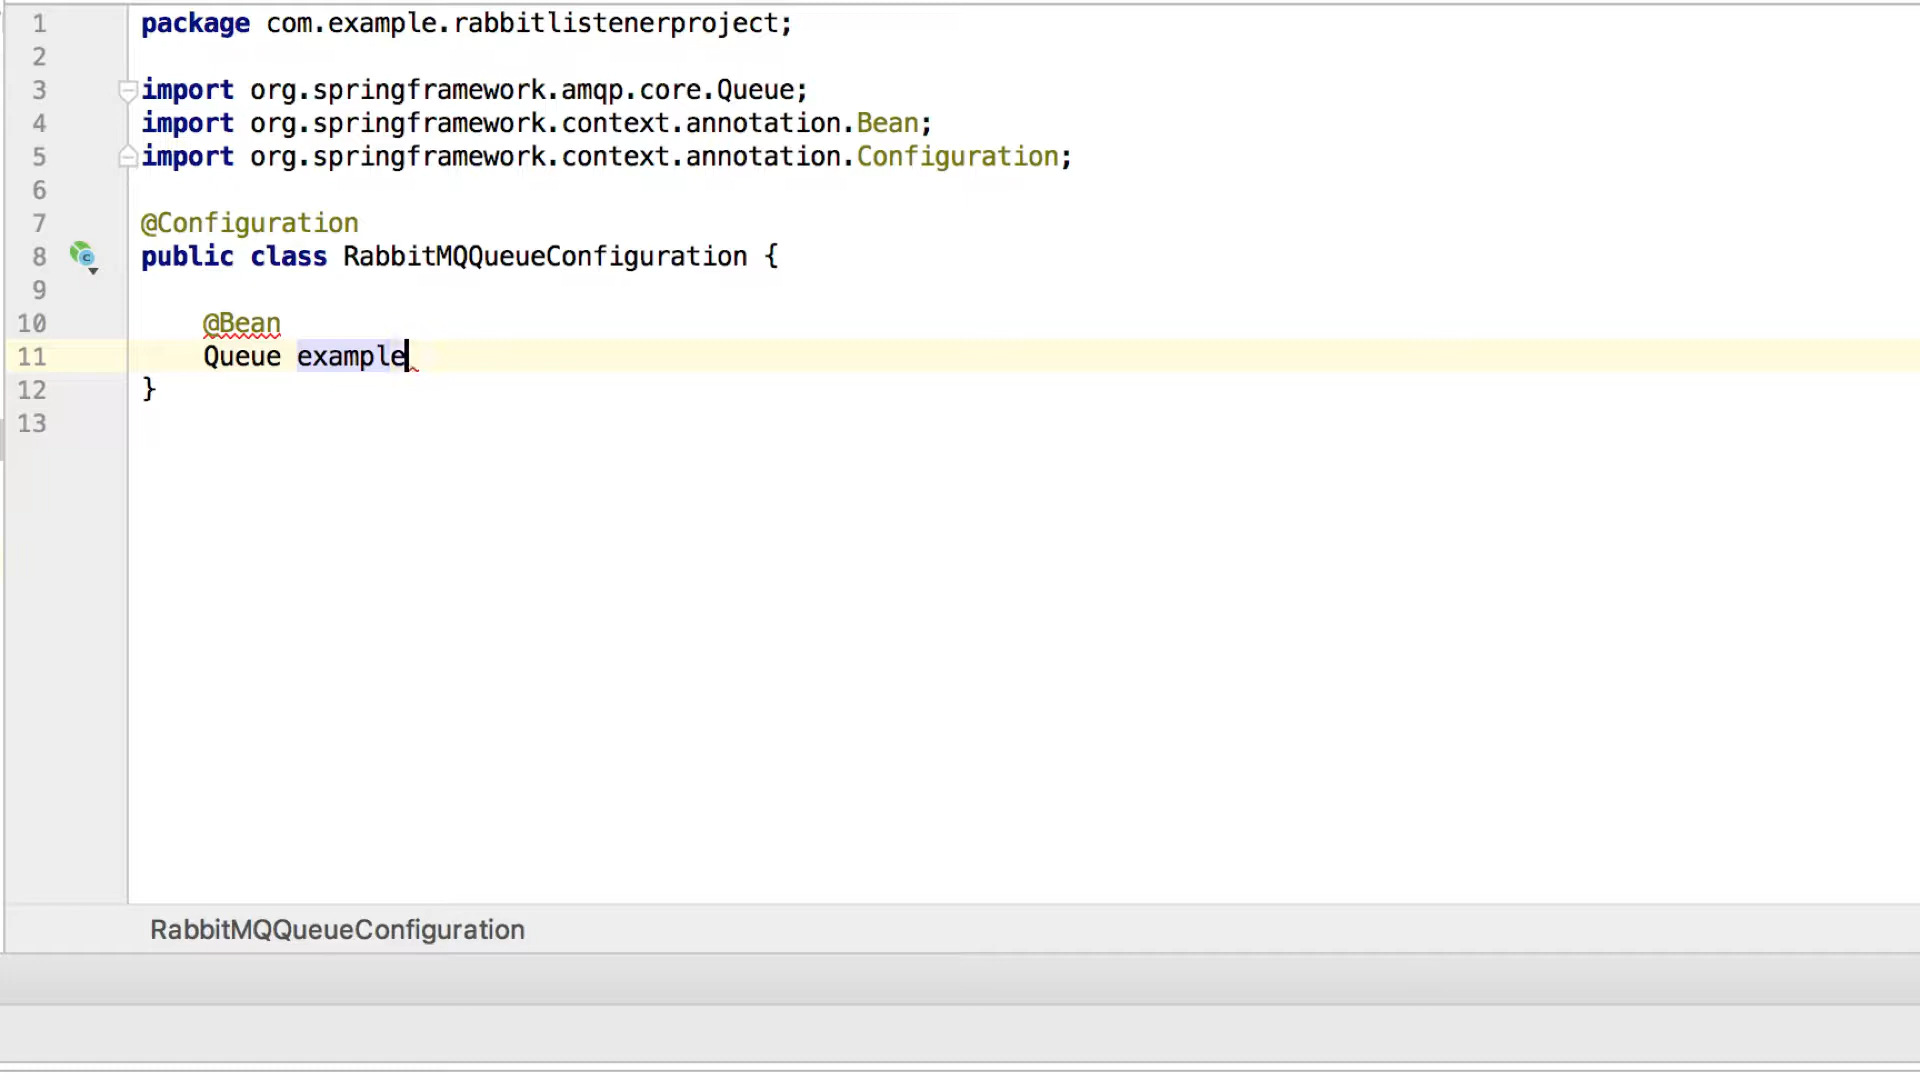 1 package com.example.rabbitlistenerproject;
2
3 import org.springframework.amqp.core.Queue;
4 import org.springframework.context.annotation.Bean;
5 import org.springframework.context.annotation.Configuration;
6
7 @Configuration
8 public class RabbitMQQueueConfiguration {
9
10 @Bean
11 Queue example
12 }
13
RabbitMQQueueConfiguration